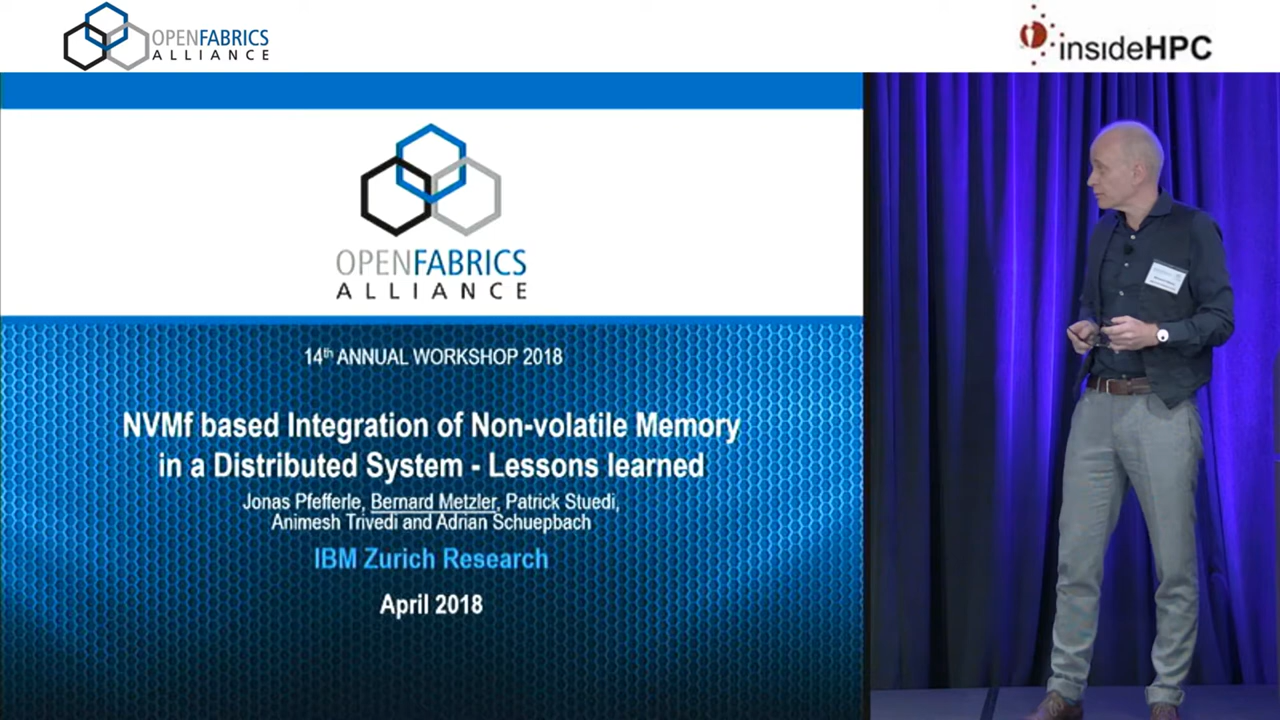 OPENFABRICS
ALLIANCE
insideHPC
OPENFABRICS
ALLIANCE
14th ANNUAL WORKSHOP 2018
NVMf based Integration of Non-volatile Memory
in a Distributed System - Lessons learned
Jonas Pfefferle, Bernard Metzler, Patrick Stuedi,
Animesh Trivedi and Adrian Schuepbach
IBM Zurich Research
April 2018